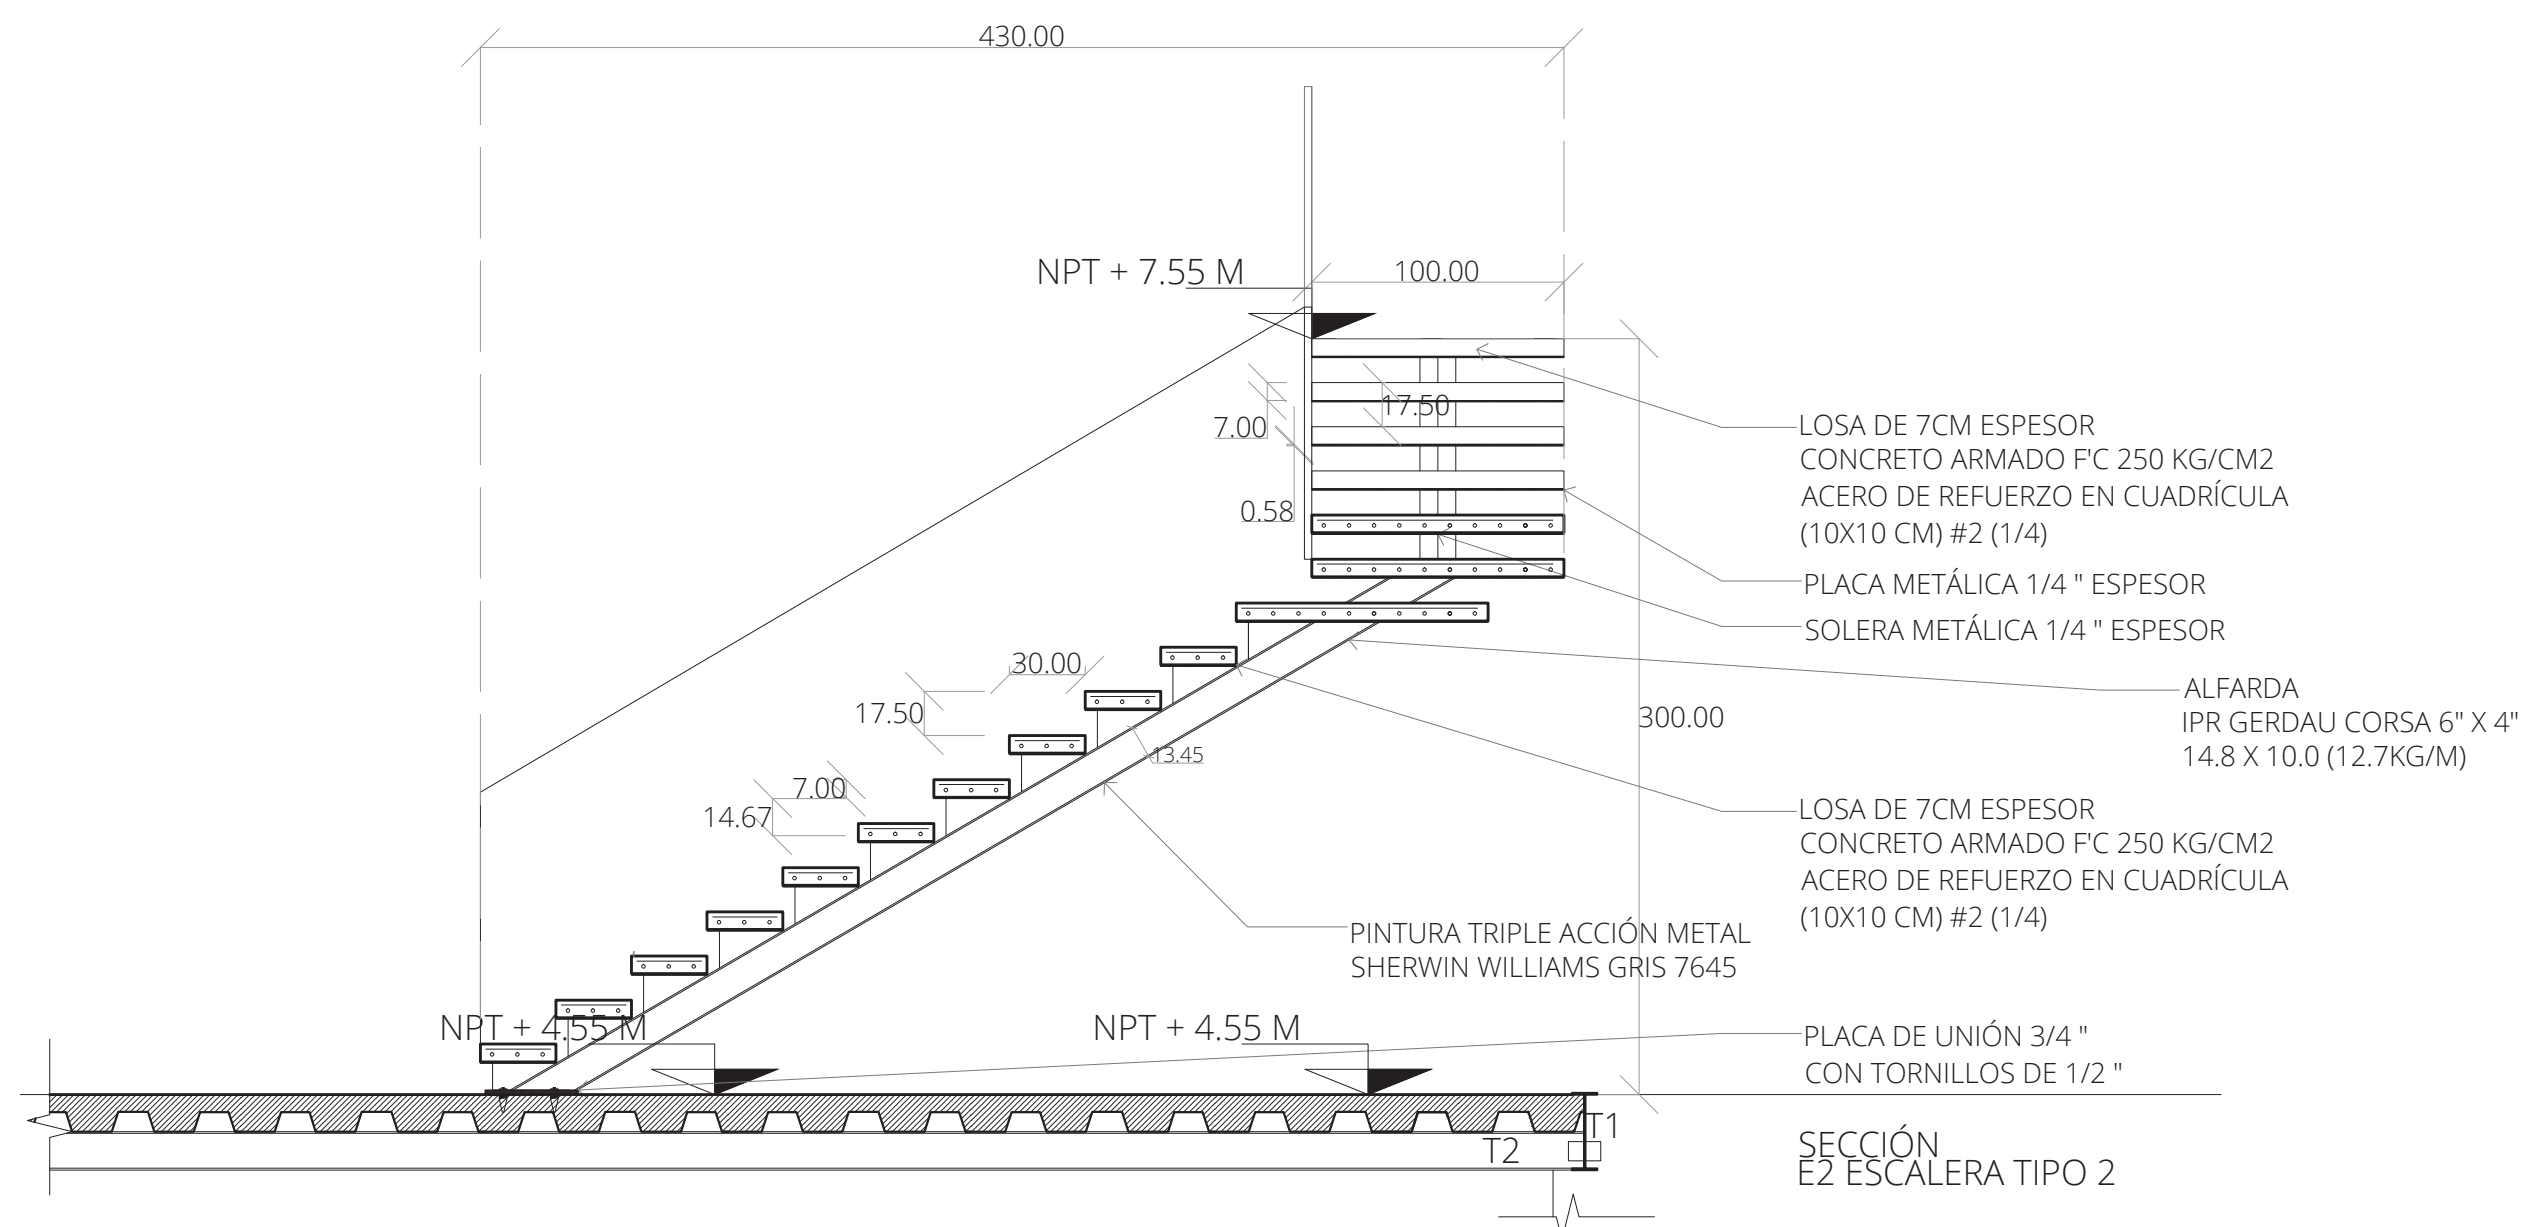 430.00
NPT + 7.55 M
100.00
17.50
7.00
0.58
LOSA DE 7CM ESPESOR
CONCRETO ARMADO F'C 250 KG/CM2
ACERO DE REFUERZO EN CUADRÍCULA
(10X10 CM) #2 (1/4)
PLACA METÁLICA 1/4 " ESPESOR
SOLERA METÁLICA 1/4 " ESPESOR
30.00
17.50
300.00
ALFARDA
IPR GERDAU CORSA 6" X 4"
14.8 X 10.0 (12.7KG/M)
13.45
7.00
14.67
LOSA DE 7CM ESPESOR
CONCRETO ARMADO F'C 250 KG/CM2
ACERO DE REFUERZO EN CUADRÍCULA
(10X10 CM) #2 (1/4)
PINTURA TRIPLE ACCIÓN METAL
SHERWIN WILLIAMS GRIS 7645
NPT + 4.55 M
NPT + 4.55 M
PLACA DE UNIÓN 3/4 "
CON TORNILLOS DE 1/2 "
T1
T2
SECCIÓN
E2 ESCALERA TIPO 2